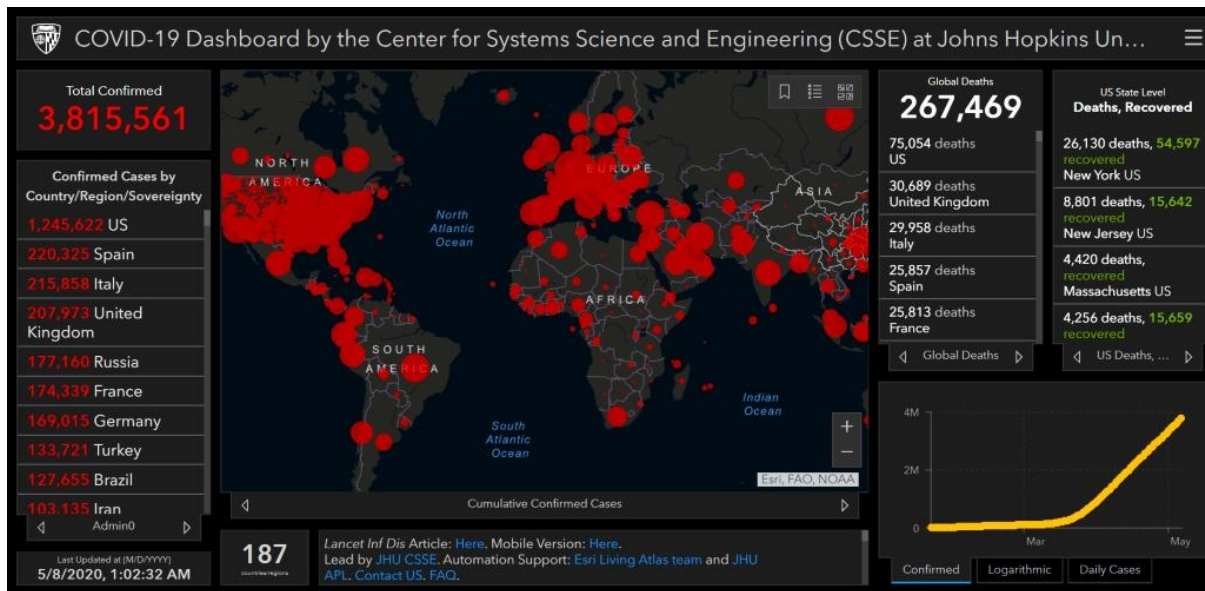 COVID-19 Dashboard by the Center for Systems Science and Engineering (CSSE) at Johns Hopkins Un...
Total Confirmed
3,815,561
Confirmed Cases by
Country/Region/Sovereignty
1,245,622 US
220,325 Spain
215,858 Italy
207,973 United
Kingdom
177,160 Russia
174,339 France
169,015 Germany
133,721 Turkey
127,655 Brazil
103,135 Iran
Admin0
Last Updated at (M/D/YYYY)
5/8/2020, 1:02:32 AM
NORTH
AMERICA
EUROPE
ASIA
North
Atlantic
Ocean
AFRICA
SOUTH
AMERICA
Indian
Ocean
South
Atlantic
Ocean
+
−
Esri, FAO, NOAA
Cumulative Confirmed Cases
187
countries/regions
Lancet Inf Dis Article: Here. Mobile Version: Here.
Lead by JHU CSSE. Automation Support: Esri Living Atlas team and JHU
APL. Contact US. FAQ.
Global Deaths
267,469
75,054 deaths
US
30,689 deaths
United Kingdom
29,958 deaths
Italy
25,857 deaths
Spain
25,813 deaths
France
Global Deaths
US State Level
Deaths, Recovered
26,130 deaths, 54,597
recovered
New York US
8,801 deaths, 15,642
recovered
New Jersey US
4,420 deaths,
recovered
Massachusetts US
4,256 deaths, 15,659
recovered
US Deaths, ...
4M
2M
0
Mar
May
Confirmed
Logarithmic
Daily Cases